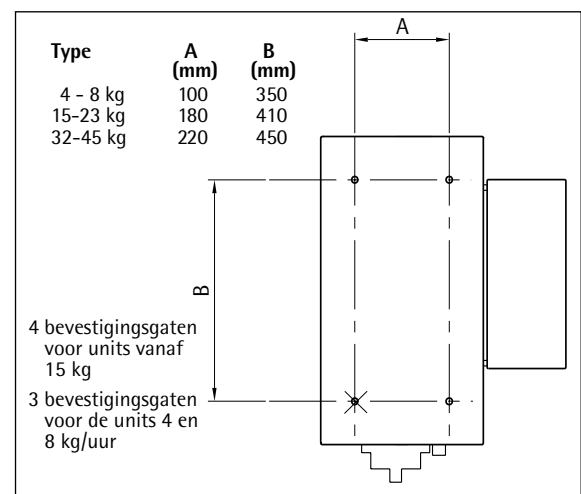 A
Type A B
(mm) (mm)
4 - 8 kg 100 350
15-23 kg 180 410
32-45 kg 220 450
B
4 bevestigingsgaten
voor units vanaf
15 kg
3 bevestigingsgaten
voor de units 4 en
8 kg/uur